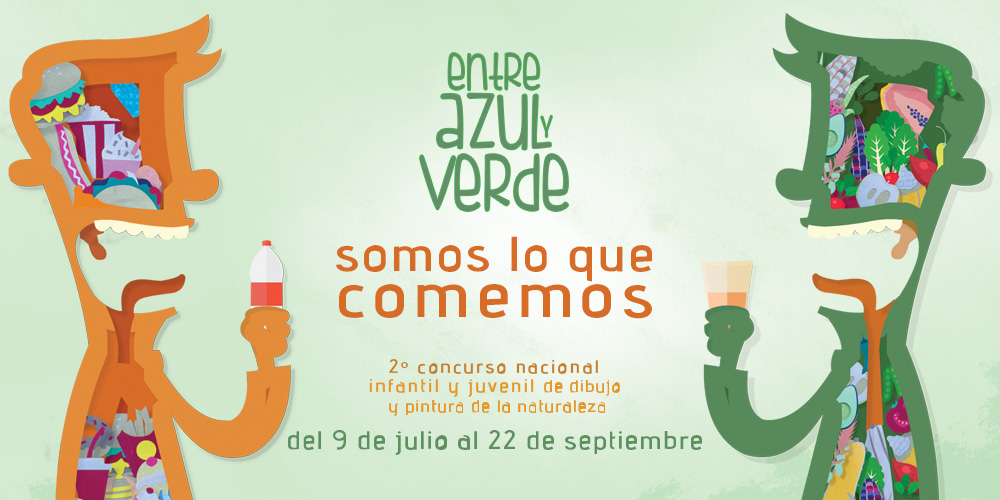 entre
azul y
verde
somos lo que
comemos
2º concurso nacional
infantil y juvenil de dibujo
y pintura de la naturaleza
del 9 de julio al 22 de septiembre